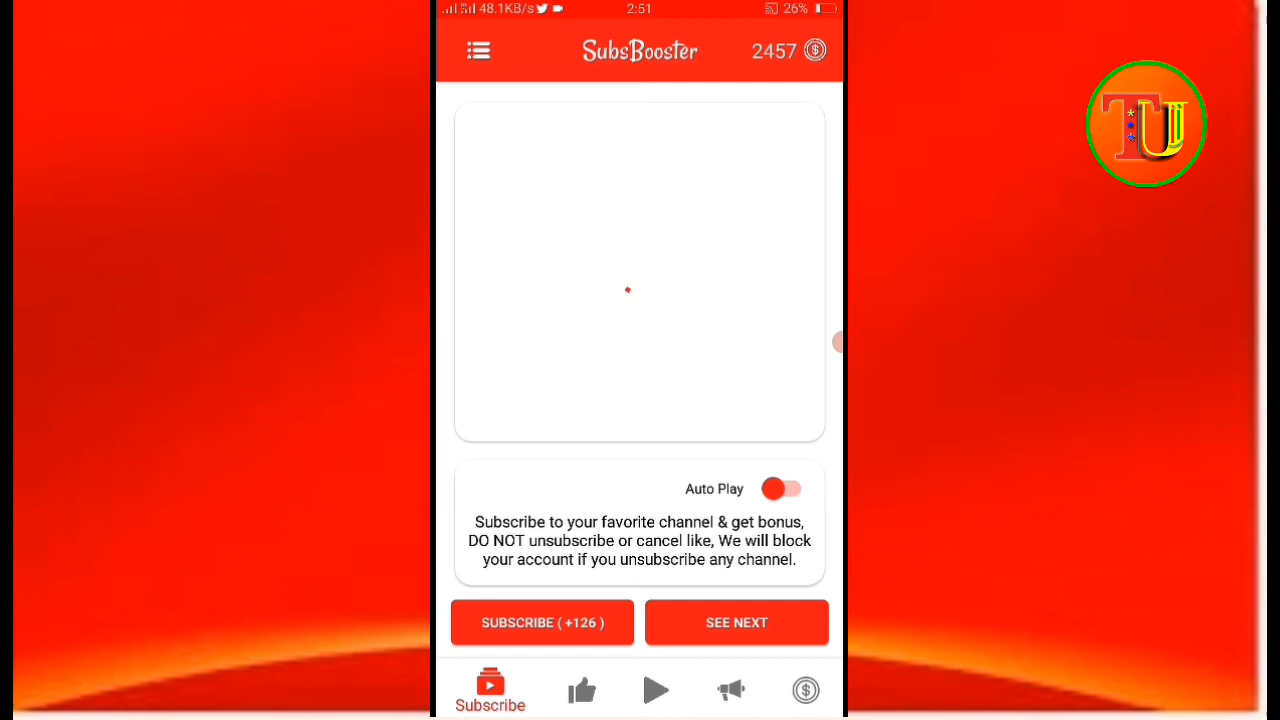 48.1KB/s 2:51 26%
SubsBooster 2457
TU
Auto Play
Subscribe to your favorite channel & get bonus,
DO NOT unsubscribe or cancel like, We will block
your account if you unsubscribe any channel.
SUBSCRIBE ( +126 ) SEE NEXT
Subscribe